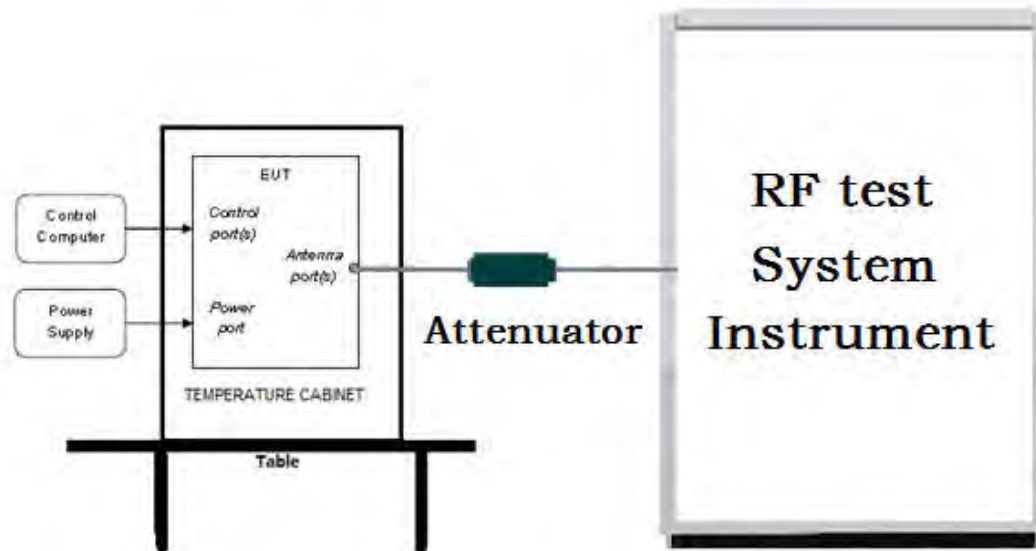 Control
Computer
Power
Supply
EUT
Control
port(s)
Antenna
port(s)
Power
port
TEMPERATURE CABINET
Table
Attenuator
RF test
System
Instrument